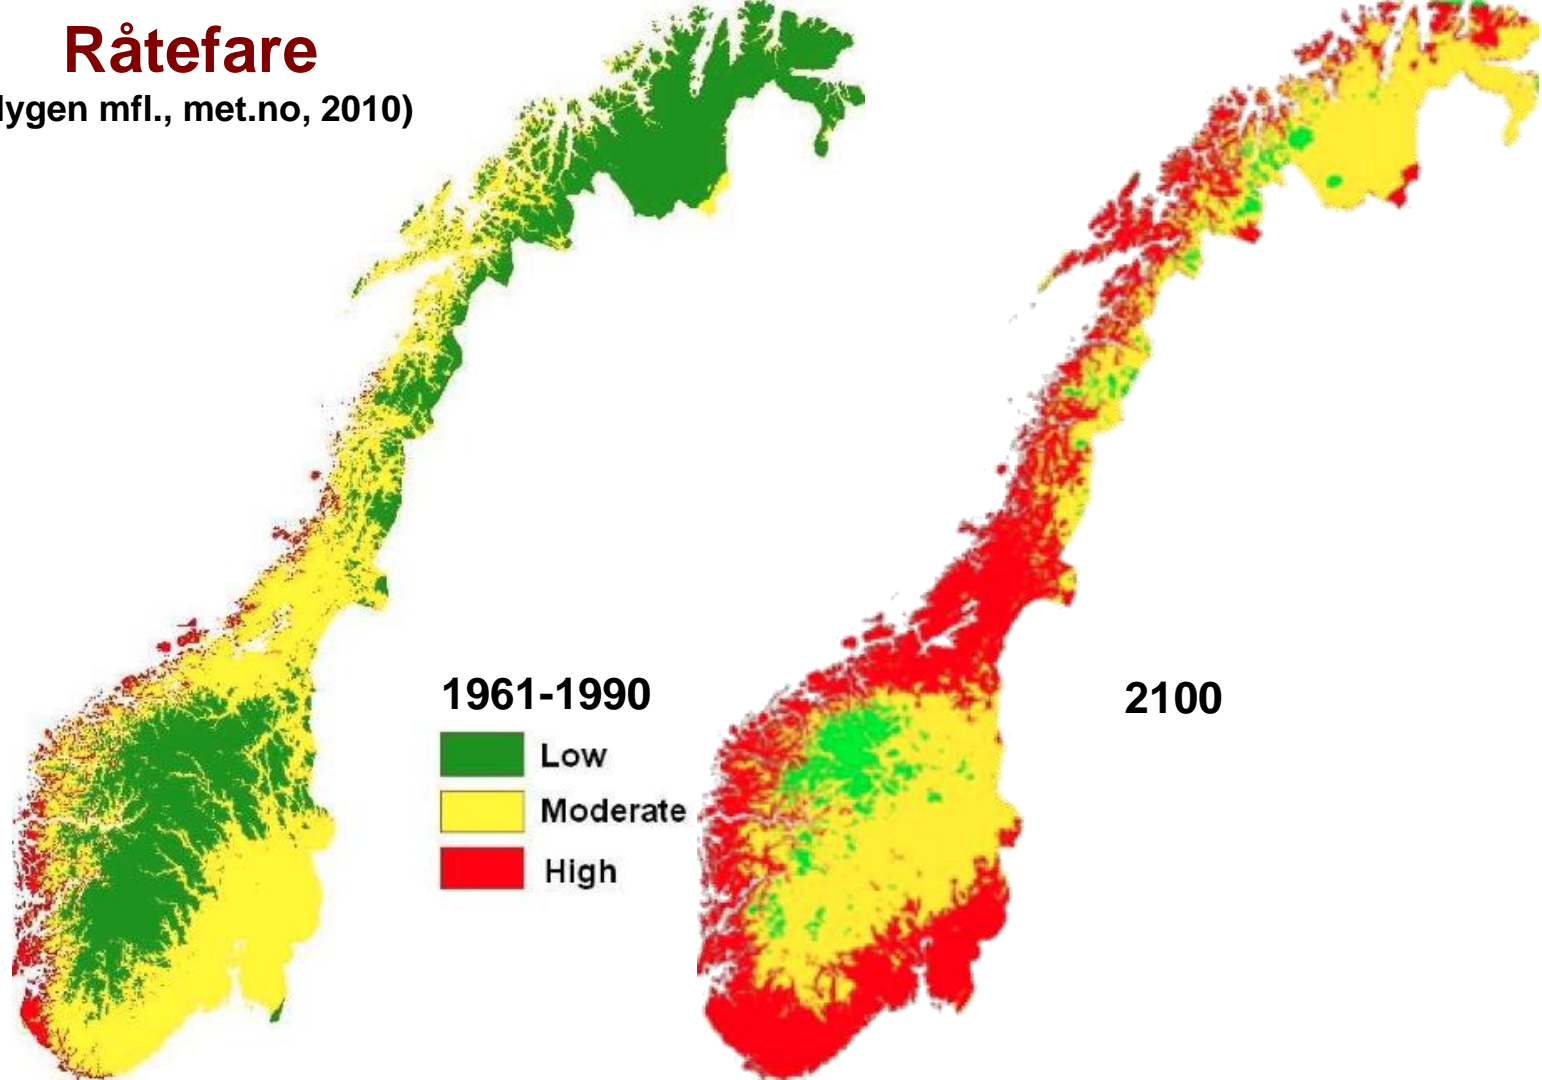 Råtefare
lygen mfl., met.no, 2010)
1961-1990
2100
Low
Moderate
High